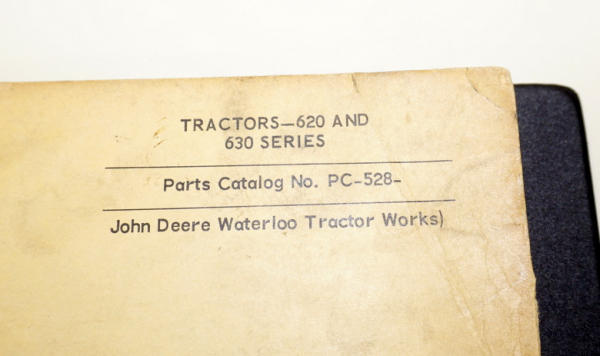 TRACTORS—620 AND
630 SERIES
Parts Catalog No. PC-528-
John Deere Waterloo Tractor Works)